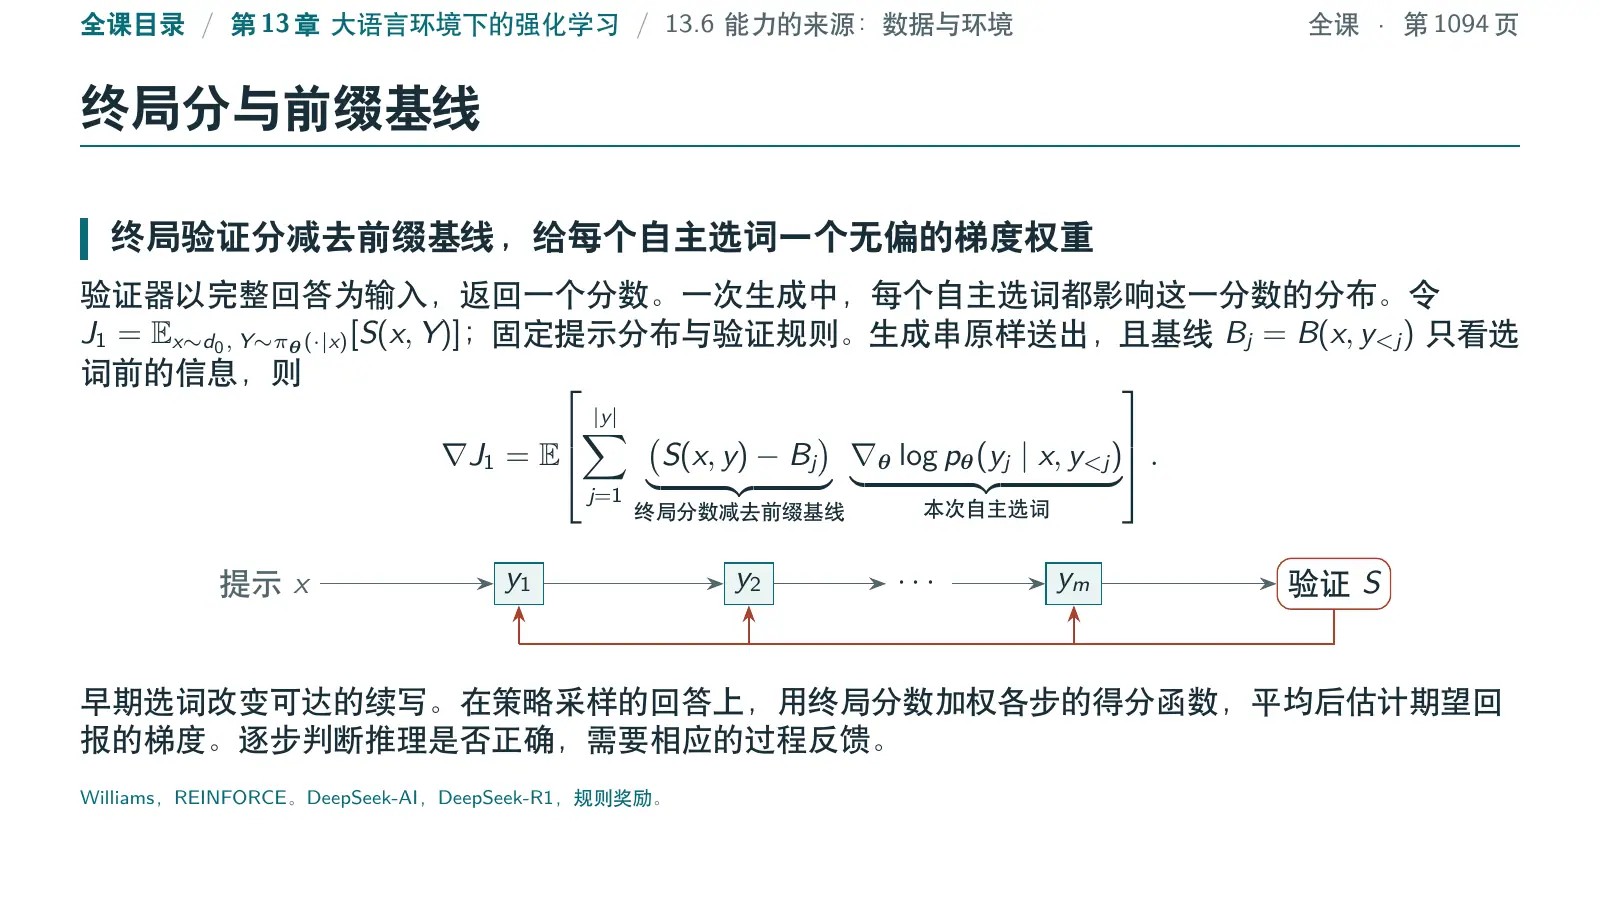 全课目录 / 第 13 章 大语言环境下的强化学习 / 13.6 能力的来源：数据与环境 全课 · 第 1094 页
终局分与前缀基线
终局验证分减去前缀基线，给每个自主选词一个无偏的梯度权重
验证器以完整回答为输入，返回一个分数。一次生成中，每个自主选词都影响这一分数的分布。令
J₁ = 𝔼_{x∼d₀, Y∼π_θ(·|x)}[S(x, Y)]；固定提示分布与验证规则。生成串原样送出，且基线 B_j = B(x, y_{<j}) 只看选
词前的信息，则
∇J₁ = 𝔼[∑_{j=1}^{|y|} (S(x, y) − B_j) ∇_θ log p_θ(y_j | x, y_{<j})].
终局分数减去前缀基线 本次自主选词
提示 x y₁ y₂ ··· y_m 验证 S
早期选词改变可达的续写。在策略采样的回答上，用终局分数加权各步的得分函数，平均后估计期望回
报的梯度。逐步判断推理是否正确，需要相应的过程反馈。
Williams，REINFORCE。DeepSeek-AI，DeepSeek-R1，规则奖励。